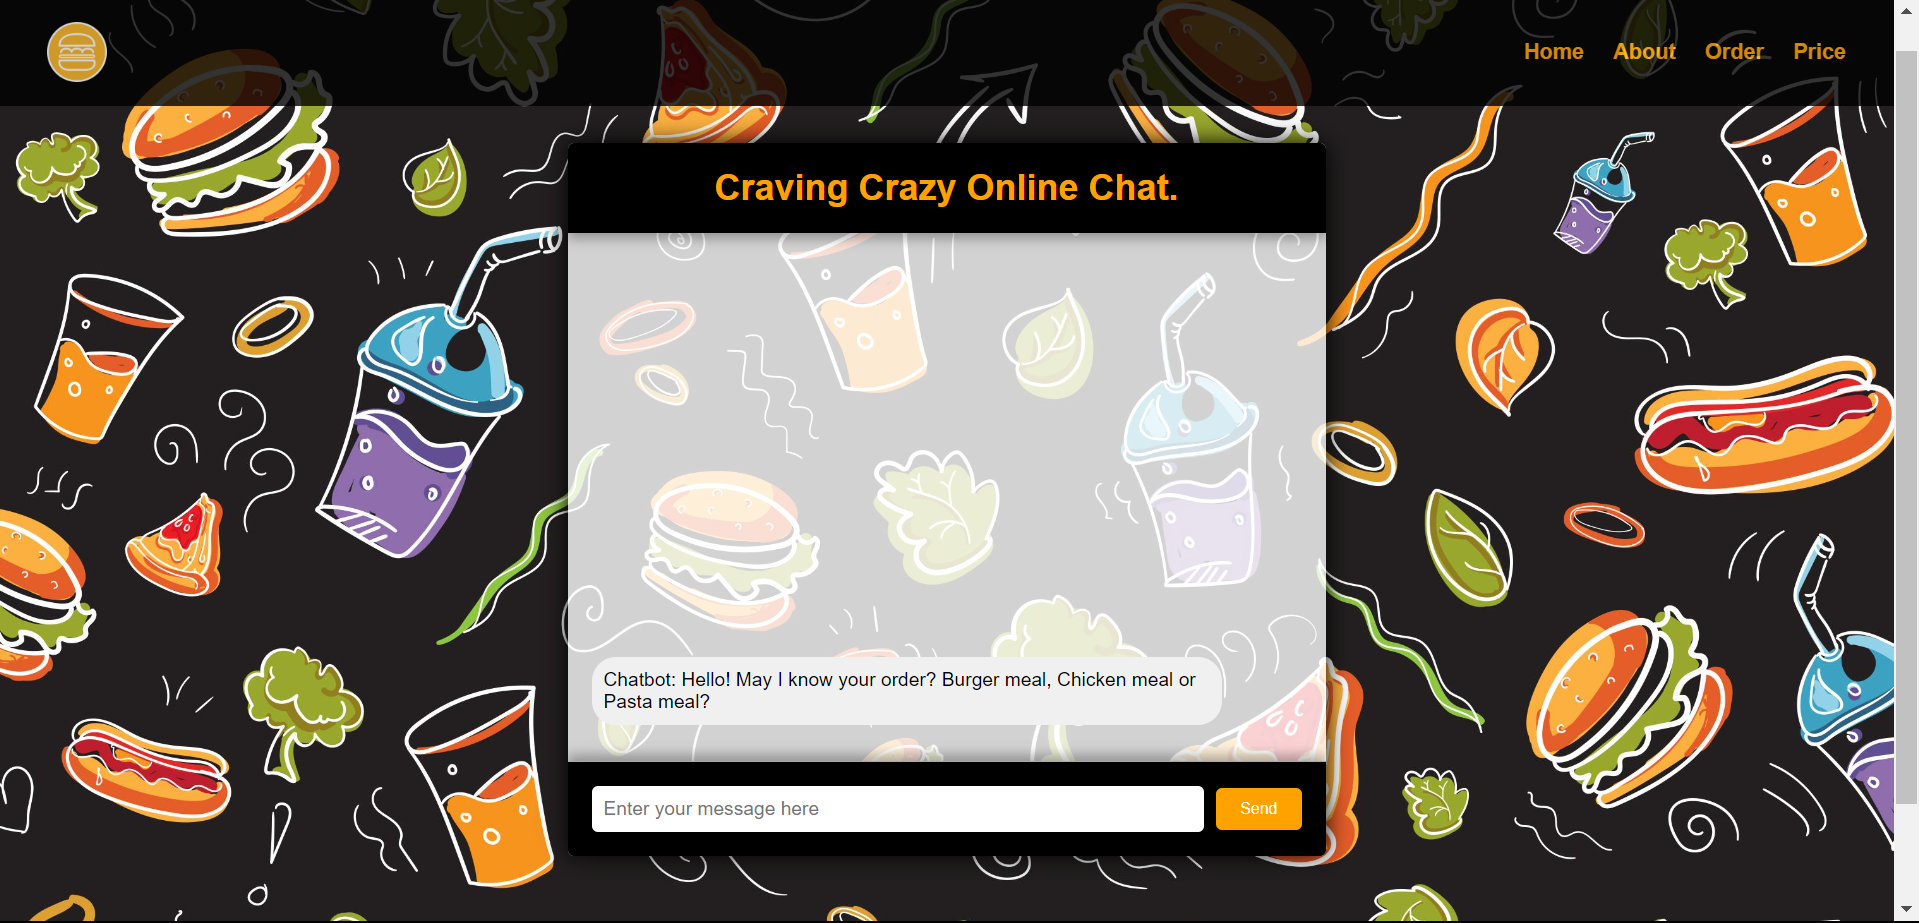 Home About Order Price
Craving Crazy Online Chat.
Chatbot: Hello! May I know your order? Burger meal, Chicken meal or
Pasta meal?
Enter your message here
Send